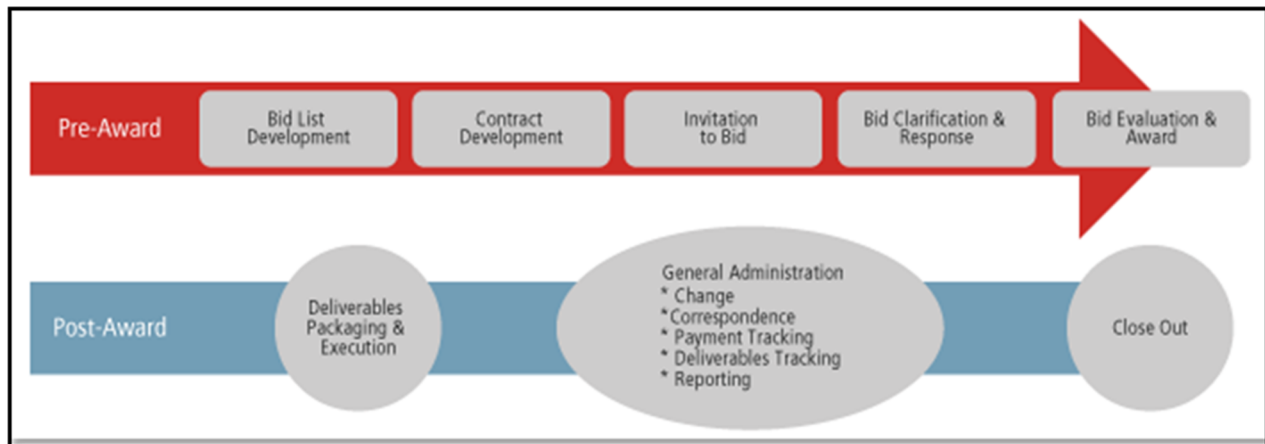 Pre-Award
Bid List
Development
Contract
Development
Invitation
to Bid
Bid Clarification &
Response
Bid Evaluation &
Award
Post-Award
Deliverables
Packaging &
Execution
General Administration
* Change
*Correspondence
* Payment Tracking
* Deliverables Tracking
* Reporting
Close Out